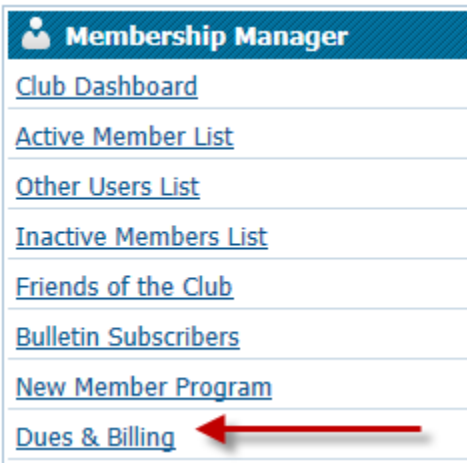 Membership Manager
Club Dashboard
Active Member List
Other Users List
Inactive Members List
Friends of the Club
Bulletin Subscribers
New Member Program
Dues & Billing